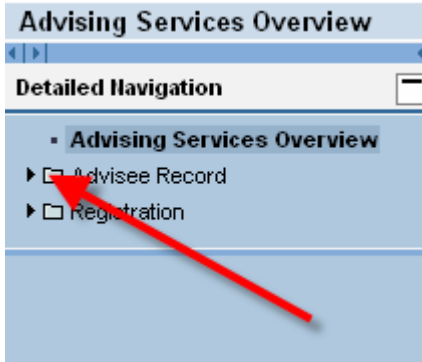 Advising Services Overview
Detailed Navigation
Advising Services Overview
Advisee Record
Registration